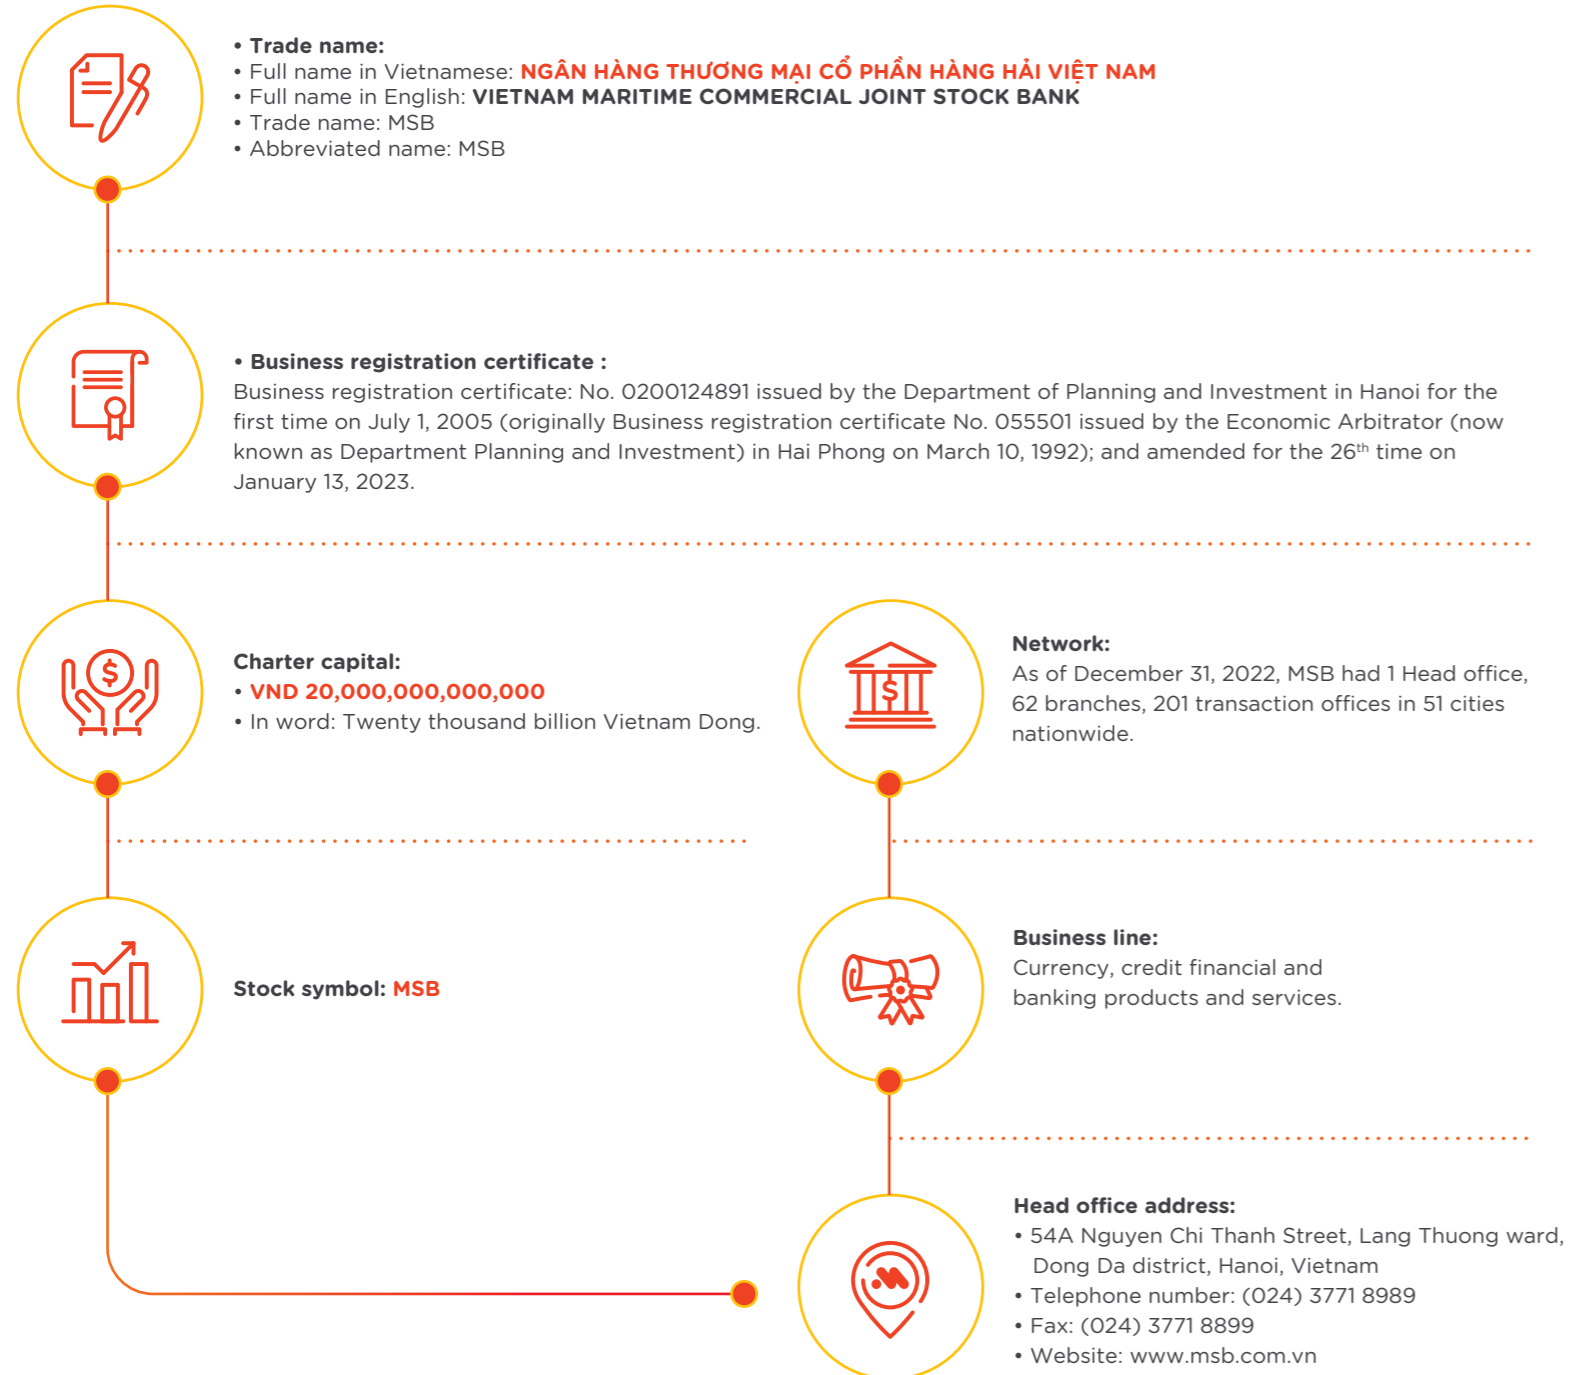 • Trade name:
• Full name in Vietnamese: NGÂN HÀNG THƯƠNG MẠI CỔ PHẦN HÀNG HẢI VIỆT NAM
• Full name in English: VIETNAM MARITIME COMMERCIAL JOINT STOCK BANK
• Trade name: MSB
• Abbreviated name: MSB
• Business registration certificate :
Business registration certificate: No. 0200124891 issued by the Department of Planning and Investment in Hanoi for the
first time on July 1, 2005 (originally Business registration certificate No. 055501 issued by the Economic Arbitrator (now
known as Department Planning and Investment) in Hai Phong on March 10, 1992); and amended for the 26th time on
January 13, 2023.
Charter capital:
• VND 20,000,000,000,000
• In word: Twenty thousand billion Vietnam Dong.
Stock symbol: MSB
Network:
As of December 31, 2022, MSB had 1 Head office,
62 branches, 201 transaction offices in 51 cities
nationwide.
Business line:
Currency, credit financial and
banking products and services.
Head office address:
• 54A Nguyen Chi Thanh Street, Lang Thuong ward,
Dong Da district, Hanoi, Vietnam
• Telephone number: (024) 3771 8989
• Fax: (024) 3771 8899
• Website: www.msb.com.vn